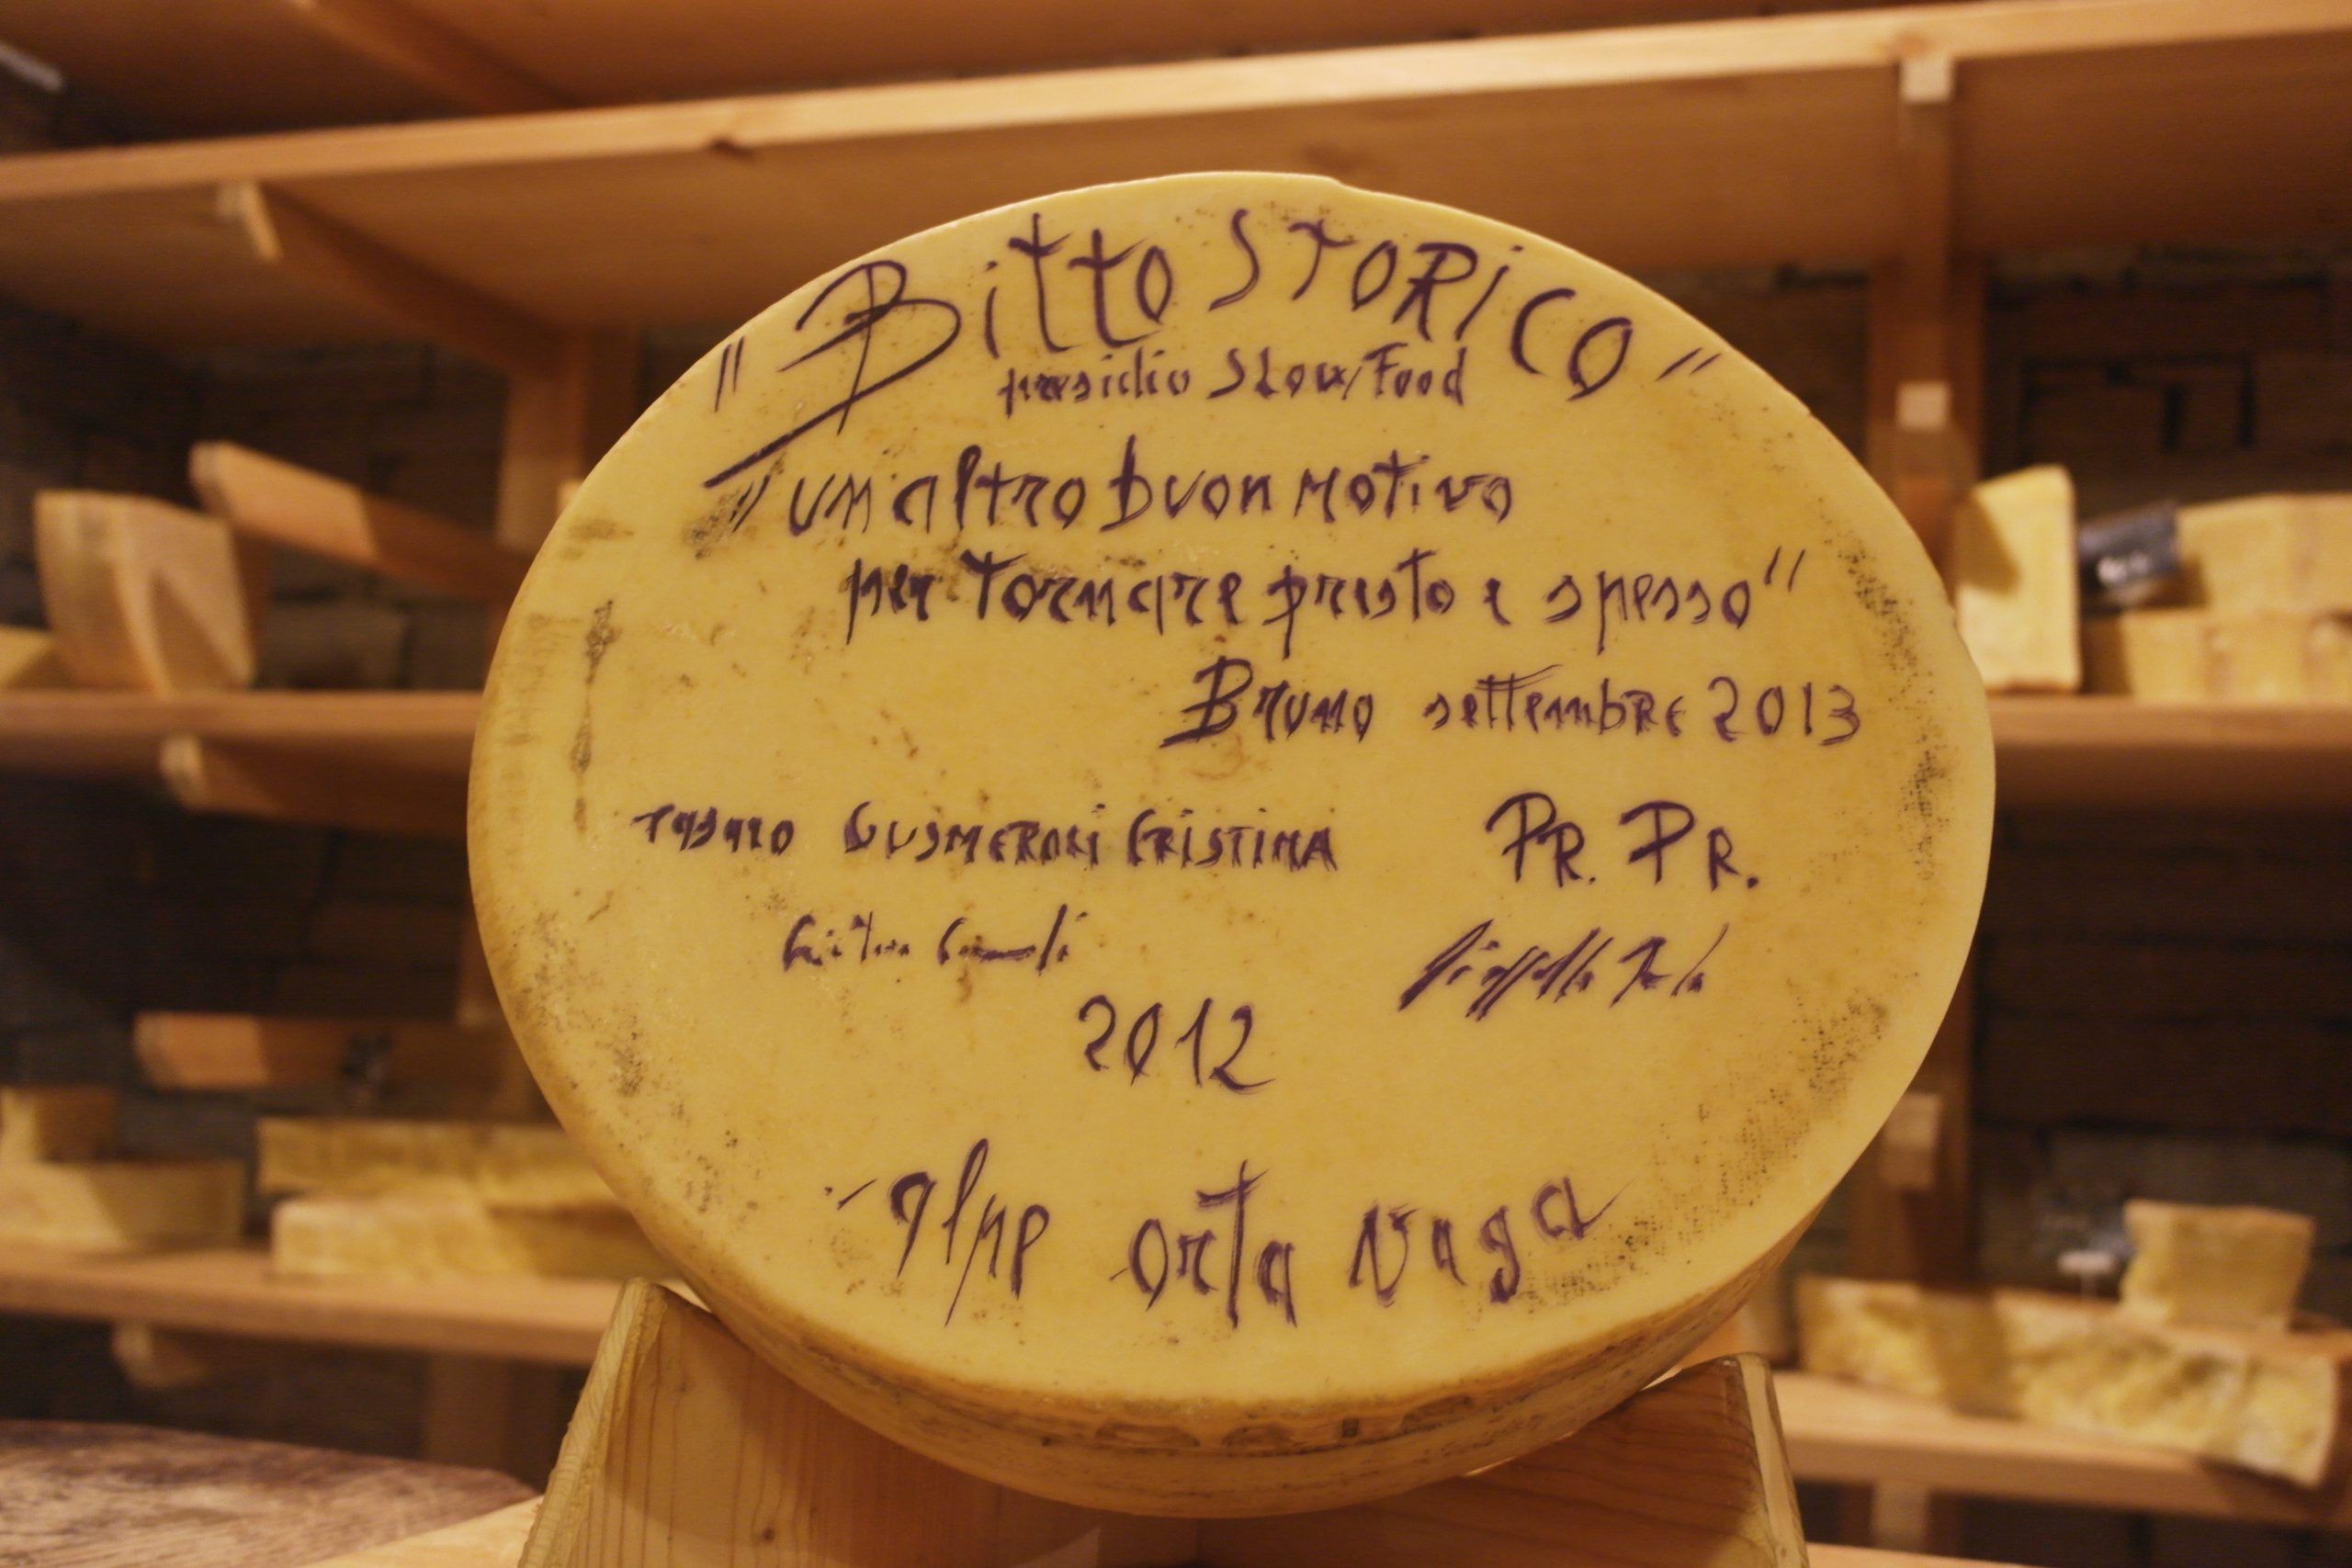 "Bitto STORiCO"
presidio SLow Food
"un altro buon motivo
per tornare presto e spesso"
Bruno settembre 2013
GUSMEROLI CRISTINA PR. PR.
2012
alpe orta vaga